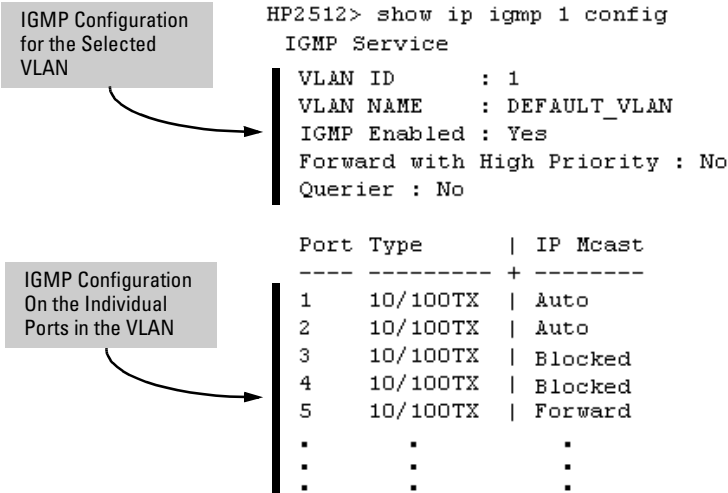 IGMP Configuration
for the Selected
VLAN
HP2512> show ip igmp 1 config
IGMP Service
VLAN ID : 1
VLAN NAME : DEFAULT_VLAN
IGMP Enabled : Yes
Forward with High Priority : No
Querier : No
IGMP Configuration
On the Individual
Ports in the VLAN
Port Type | IP Mcast
---- --------- + --------
1 10/100TX | Auto
2 10/100TX | Auto
3 10/100TX | Blocked
4 10/100TX | Blocked
5 10/100TX | Forward
. . .
. . .
. . .